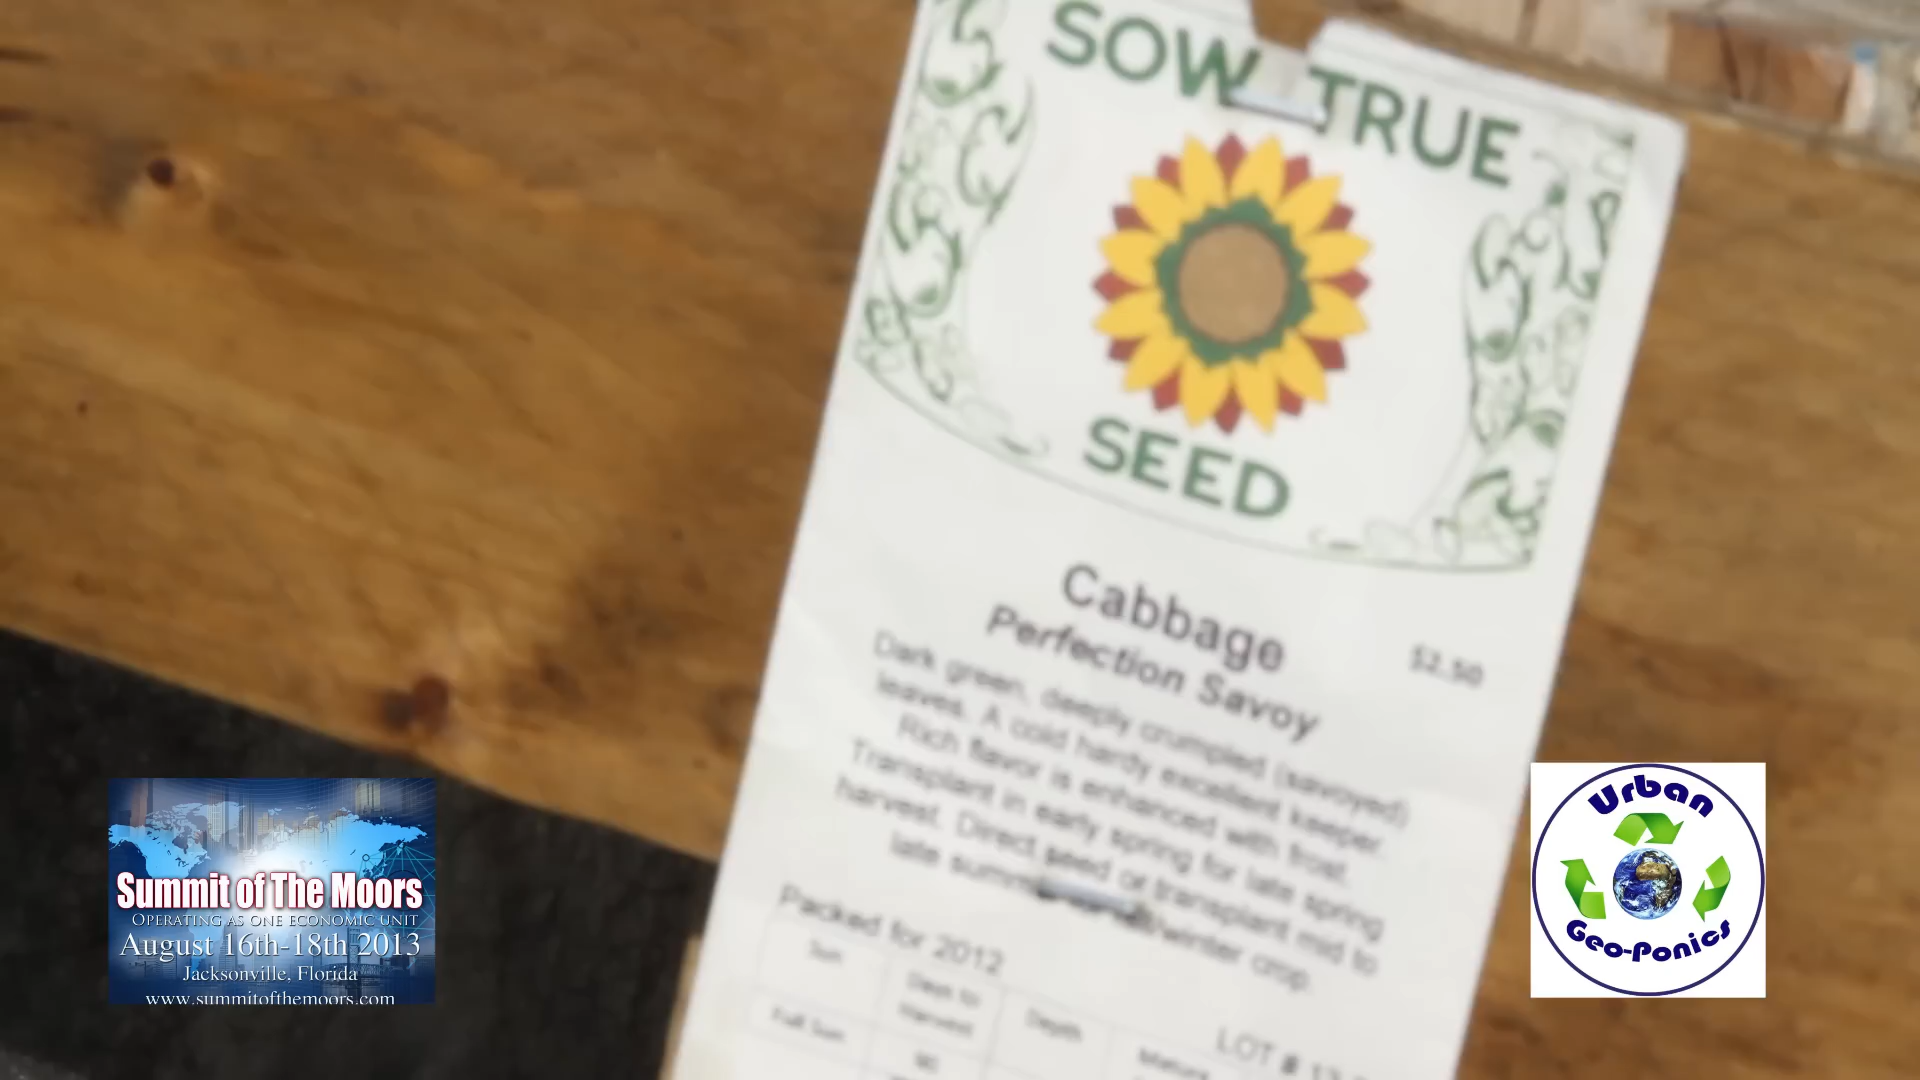 SOW TRUE
SEED
Cabbage
Perfection Savoy
$2.50
Dark green, deeply crumpled (savoyed)
leaves. A cold hardy excellent keeper.
Rich flavor is enhanced with frost.
Transplant in early spring for late spring
harvest. Direct seed or transplant mid to
late winter crop.
Packed for 2012
LOT #
Sun
Days to
Harvest
Depth
Full Sun
Summit of The Moors
OPERATING AS ONE ECONOMIC UNIT
August 16th-18th 2013
Jacksonville, Florida
www.summitofthemoors.com
Urban
Geo-Ponics